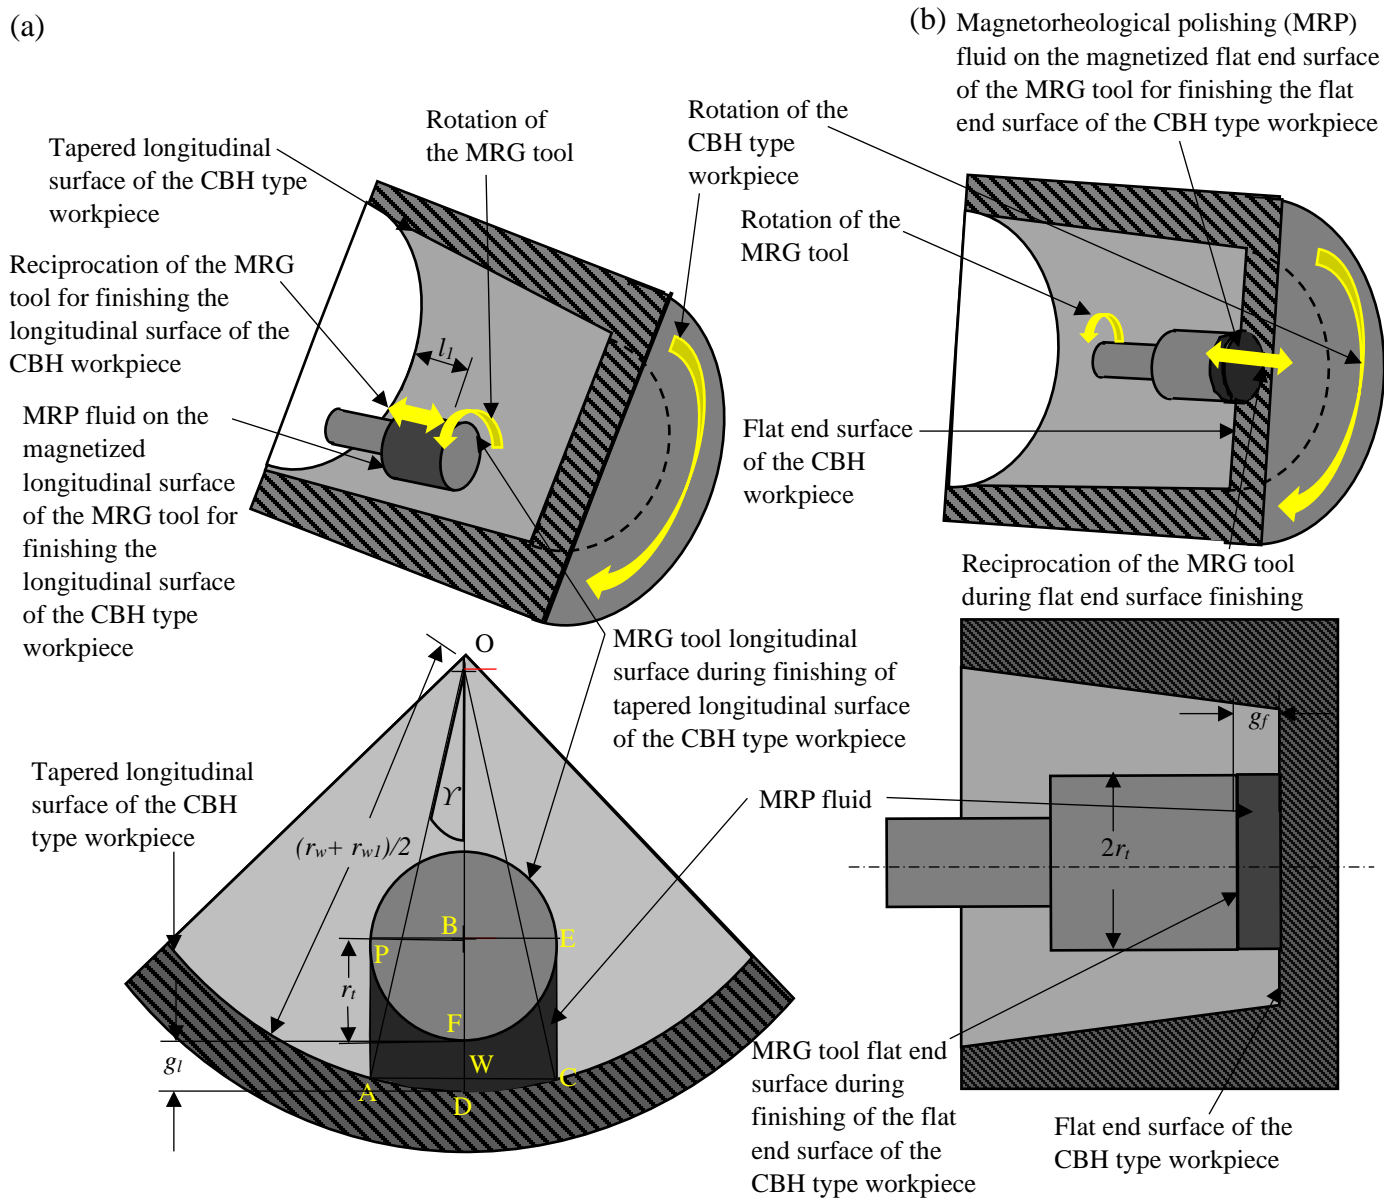 (a)
Tapered longitudinal
surface of the CBH type
workpiece
Rotation of
the MRG tool
Reciprocation of the MRG
tool for finishing the
longitudinal surface of the
CBH workpiece
l1
MRP fluid on the
magnetized
longitudinal surface
of the MRG tool for
finishing the
longitudinal surface
of the CBH type
workpiece
Rotation of the
CBH type
workpiece
(b)
Magnetorheological polishing (MRP)
fluid on the magnetized flat end surface
of the MRG tool for finishing the flat
end surface of the CBH type workpiece
Rotation of the
MRG tool
Flat end surface
of the CBH
workpiece
Reciprocation of the MRG tool
during flat end surface finishing
MRG tool longitudinal
surface during finishing of
tapered longitudinal surface
of the CBH type workpiece
O
Tapered longitudinal
surface of the CBH
type workpiece
ϒ
(rw+ rw1)/2
MRP fluid
B
E
P
rt
F
gl
W
A
C
D
gf
2rt
MRG tool flat end
surface during
finishing of the flat
end surface of the
CBH type workpiece
Flat end surface of the
CBH type workpiece